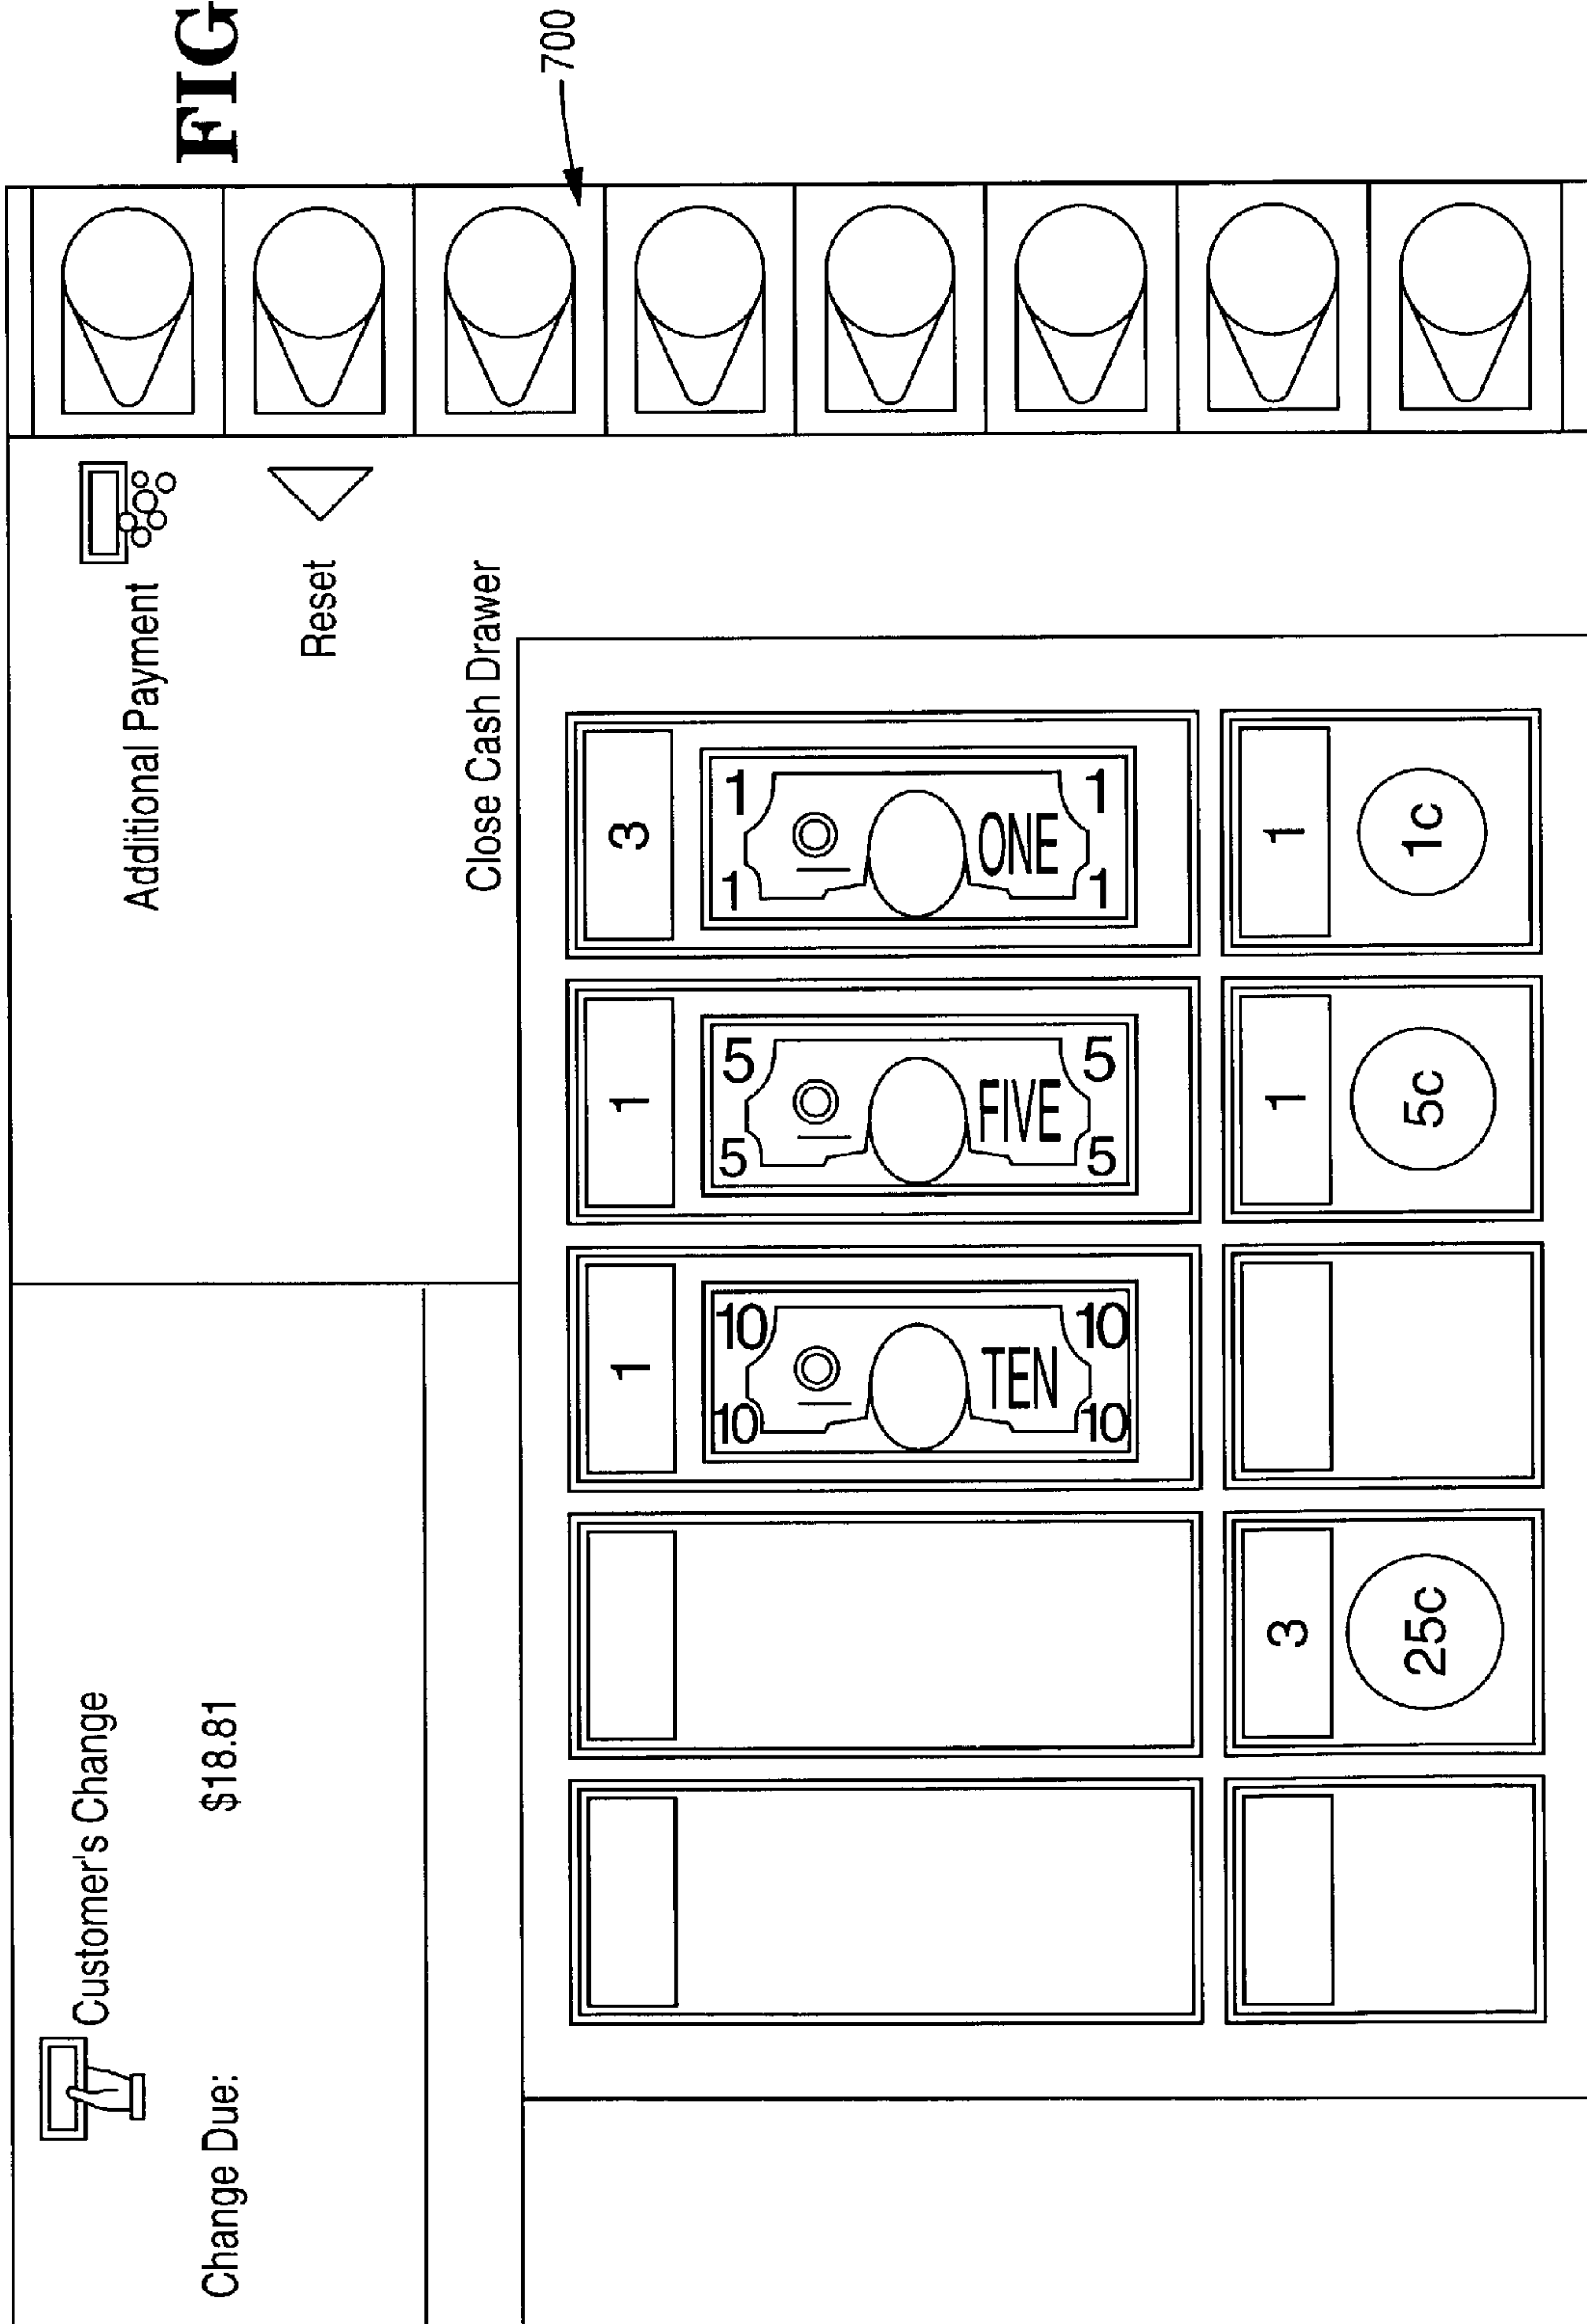 FIG
700
Customer's Change
Change Due: $18.81
Additional Payment
Reset
Close Cash Drawer
1 1 3
10 10 5 5 1 1
TEN FIVE ONE
10 10 5 5 1 1
3 1 1
25c 5c 1c